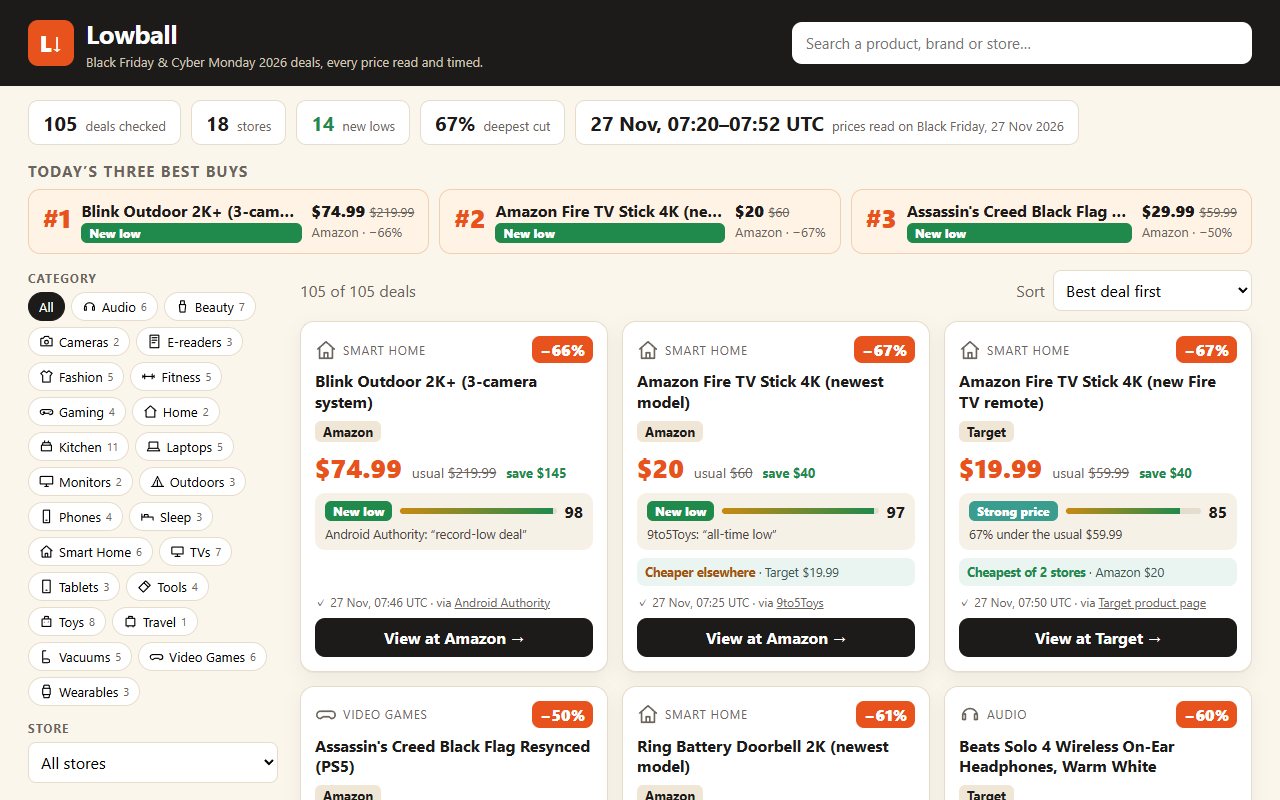 L↓
Lowball
Black Friday & Cyber Monday 2026 deals, every price read and timed.
Search a product, brand or store...
105 deals checked
18 stores
14 new lows
67% deepest cut
27 Nov, 07:20–07:52 UTC prices read on Black Friday, 27 Nov 2026
TODAY'S THREE BEST BUYS
#1
Blink Outdoor 2K+ (3-cam...
New low
$74.99 $219.99
Amazon · −66%
#2
Amazon Fire TV Stick 4K (ne...
New low
$20 $60
Amazon · −67%
#3
Assassin's Creed Black Flag ...
New low
$29.99 $59.99
Amazon · −50%
CATEGORY
All
Audio 6
Beauty 7
Cameras 2
E-readers 3
Fashion 5
Fitness 5
Gaming 4
Home 2
Kitchen 11
Laptops 5
Monitors 2
Outdoors 3
Phones 4
Sleep 3
Smart Home 6
TVs 7
Tablets 3
Tools 4
Toys 8
Travel 1
Vacuums 5
Video Games 6
Wearables 3
STORE
All stores
105 of 105 deals
Sort
Best deal first
SMART HOME
−66%
Blink Outdoor 2K+ (3-camera
system)
Amazon
$74.99 usual $219.99 save $145
New low 98
Android Authority: “record-low deal”
✓ 27 Nov, 07:46 UTC · via Android Authority
View at Amazon →
SMART HOME
−67%
Amazon Fire TV Stick 4K (newest
model)
Amazon
$20 usual $60 save $40
New low 97
9to5Toys: “all-time low”
Cheaper elsewhere · Target $19.99
✓ 27 Nov, 07:25 UTC · via 9to5Toys
View at Amazon →
SMART HOME
−67%
Amazon Fire TV Stick 4K (new Fire
TV remote)
Target
$19.99 usual $59.99 save $40
Strong price 85
67% under the usual $59.99
Cheapest of 2 stores · Amazon $20
✓ 27 Nov, 07:50 UTC · via Target product page
View at Target →
VIDEO GAMES
−50%
Assassin's Creed Black Flag Resynced
(PS5)
Amazon
SMART HOME
−61%
Ring Battery Doorbell 2K (newest
model)
Amazon
AUDIO
−60%
Beats Solo 4 Wireless On-Ear
Headphones, Warm White
Target